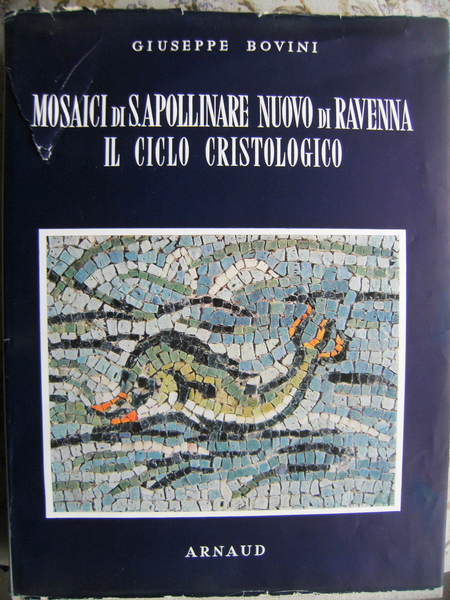 GIUSEPPE BOVINI
MOSAICI DI S.APOLLINARE NUOVO DI RAVENNA
IL CICLO CRISTOLOGICO
ARNAUD